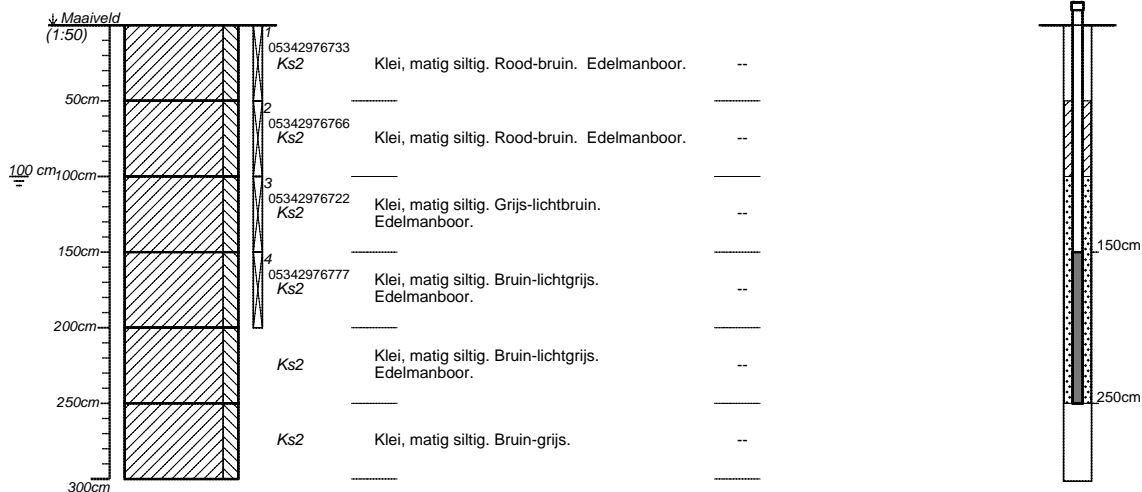 Maaiveld
(1:50)
1
05342976733
Ks2 Klei, matig siltig. Rood-bruin. Edelmanboor. --
50cm
2
05342976766
Ks2 Klei, matig siltig. Rood-bruin. Edelmanboor. --
100 cm 100cm
3
05342976722
Ks2 Klei, matig siltig. Grijs-lichtbruin.
Edelmanboor. --
150cm 150cm
4
05342976777
Ks2 Klei, matig siltig. Bruin-lichtgrijs.
Edelmanboor. --
200cm
Ks2 Klei, matig siltig. Bruin-lichtgrijs.
Edelmanboor. --
250cm 250cm
Ks2 Klei, matig siltig. Bruin-grijs. --
300cm